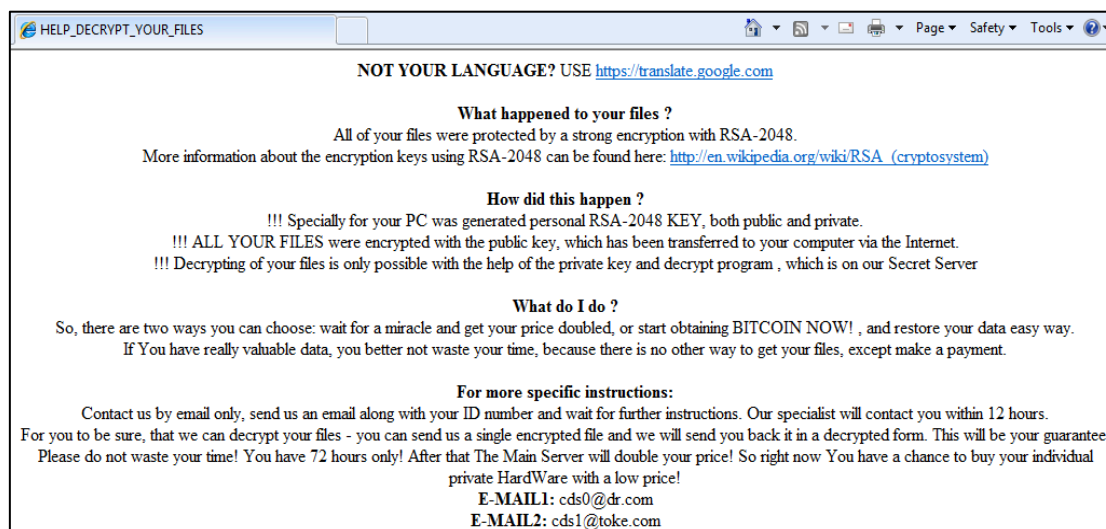 HELP_DECRYPT_YOUR_FILES
Page Safety Tools
NOT YOUR LANGUAGE? USE https://translate.google.com
What happened to your files ?
All of your files were protected by a strong encryption with RSA-2048.
More information about the encryption keys using RSA-2048 can be found here: http://en.wikipedia.org/wiki/RSA_(cryptosystem)
How did this happen ?
!!! Specially for your PC was generated personal RSA-2048 KEY, both public and private.
!!! ALL YOUR FILES were encrypted with the public key, which has been transferred to your computer via the Internet.
!!! Decrypting of your files is only possible with the help of the private key and decrypt program , which is on our Secret Server
What do I do ?
So, there are two ways you can choose: wait for a miracle and get your price doubled, or start obtaining BITCOIN NOW! , and restore your data easy way.
If You have really valuable data, you better not waste your time, because there is no other way to get your files, except make a payment.
For more specific instructions:
Contact us by email only, send us an email along with your ID number and wait for further instructions. Our specialist will contact you within 12 hours.
For you to be sure, that we can decrypt your files - you can send us a single encrypted file and we will send you back it in a decrypted form. This will be your guarantee
Please do not waste your time! You have 72 hours only! After that The Main Server will double your price! So right now You have a chance to buy your individual
private HardWare with a low price!
E-MAIL1: cds0@dr.com
E-MAIL2: cds1@toke.com